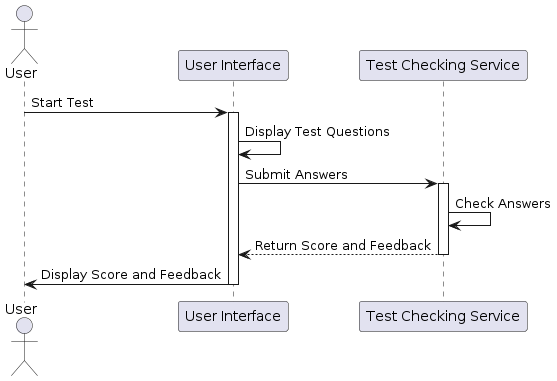 User
User Interface
Test Checking Service
Start Test
Display Test Questions
Submit Answers
Check Answers
Return Score and Feedback
Display Score and Feedback
User
User Interface
Test Checking Service